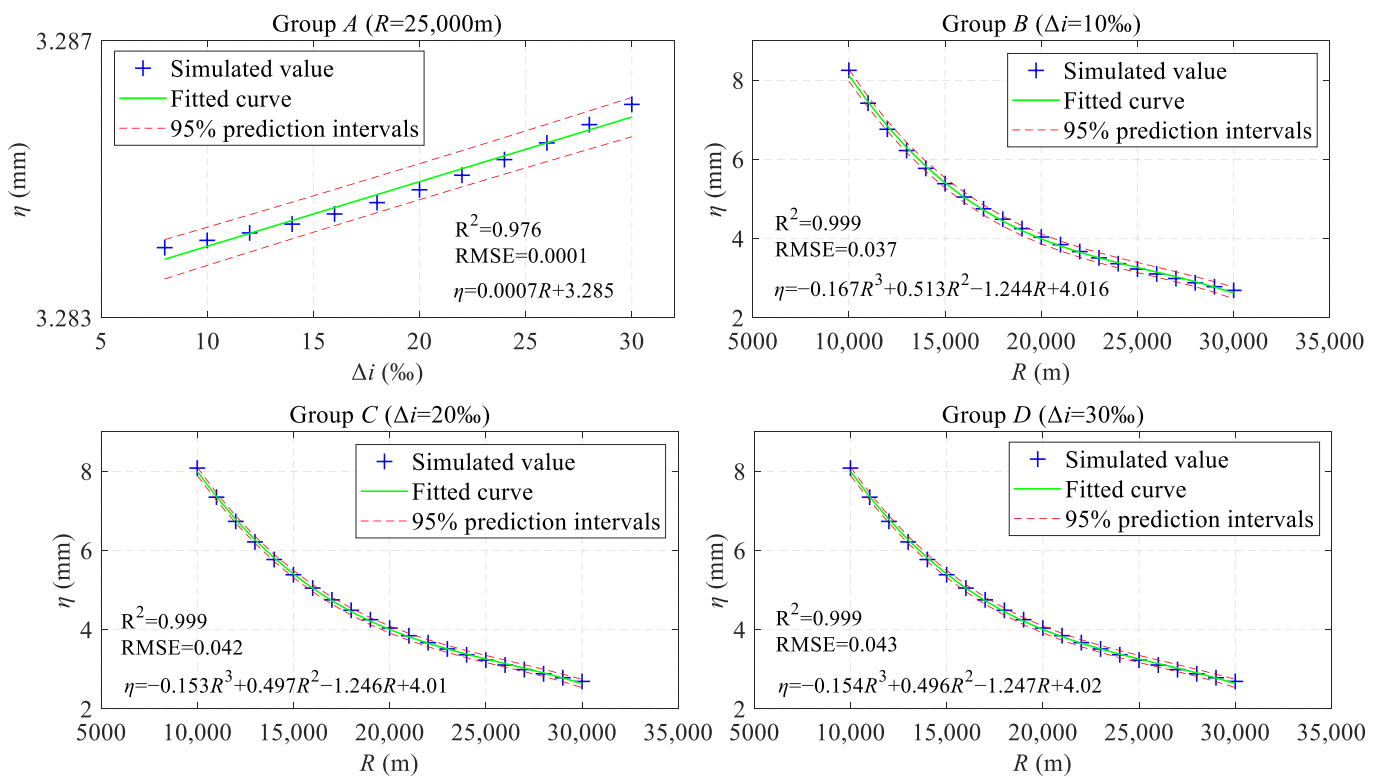 Group A (R=25,000m)
3.287
3.283
η (mm)
Simulated value
Fitted curve
95% prediction intervals
R²=0.976
RMSE=0.0001
η=0.0007R+3.285
5 10 15 20 25 30
Δi (‰)
Group B (Δi=10‰)
8
6
4
2
η (mm)
Simulated value
Fitted curve
95% prediction intervals
R²=0.999
RMSE=0.037
η=−0.167R³+0.513R²−1.244R+4.016
5000 10,000 15,000 20,000 25,000 30,000 35,000
R (m)
Group C (Δi=20‰)
8
6
4
2
η (mm)
Simulated value
Fitted curve
95% prediction intervals
R²=0.999
RMSE=0.042
η=−0.153R³+0.497R²−1.246R+4.01
5000 10,000 15,000 20,000 25,000 30,000 35,000
R (m)
Group D (Δi=30‰)
8
6
4
2
η (mm)
Simulated value
Fitted curve
95% prediction intervals
R²=0.999
RMSE=0.043
η=−0.154R³+0.496R²−1.247R+4.02
5000 10,000 15,000 20,000 25,000 30,000 35,000
R (m)